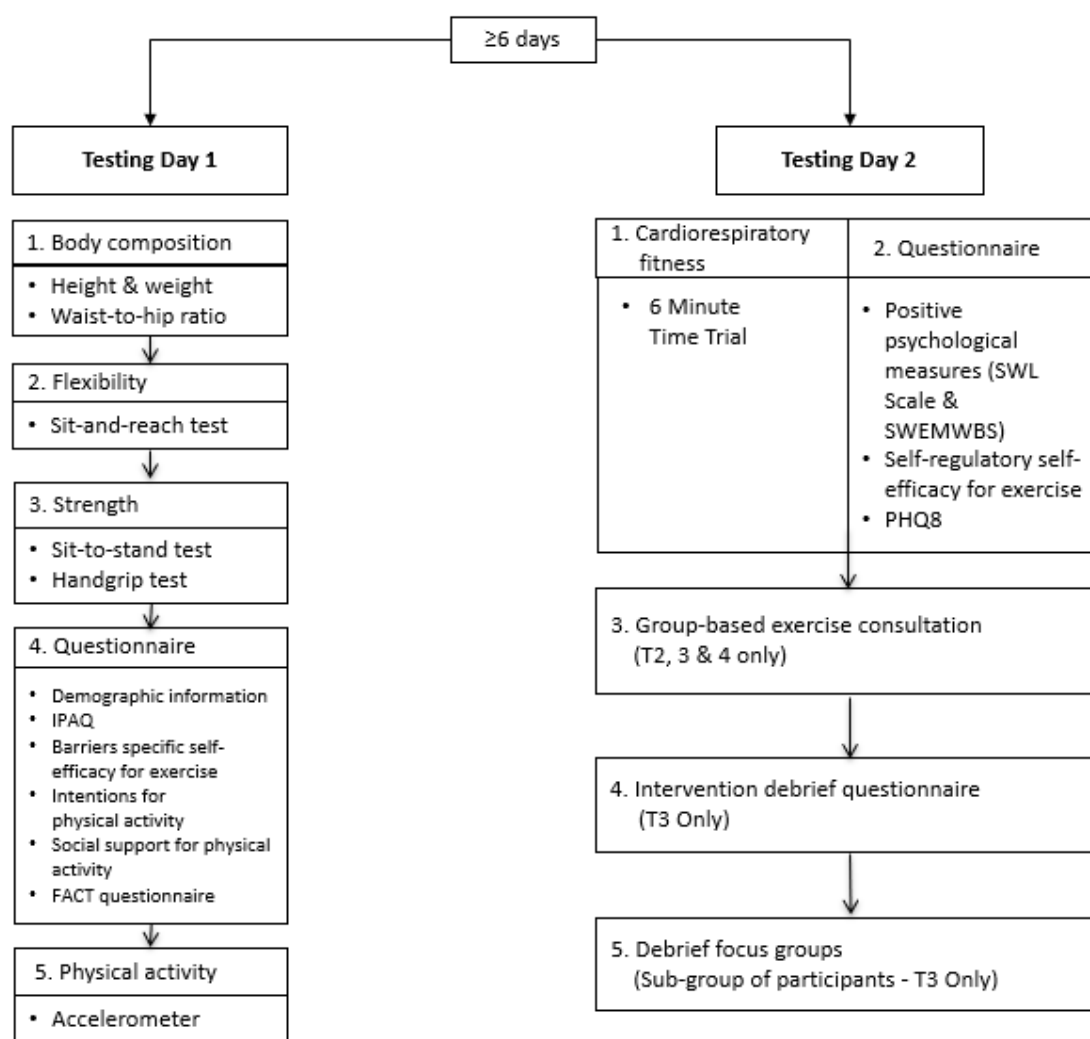 ≥6 days
Testing Day 1
1. Body composition
• Height & weight
• Waist-to-hip ratio
2. Flexibility
• Sit-and-reach test
3. Strength
• Sit-to-stand test
• Handgrip test
4. Questionnaire
• Demographic information
• IPAQ
• Barriers specific self-
efficacy for exercise
• Intentions for
physical activity
• Social support for physical
activity
• FACT questionnaire
5. Physical activity
• Accelerometer
Testing Day 2
1. Cardiorespiratory
fitness
• 6 Minute
Time Trial
2. Questionnaire
• Positive
psychological
measures (SWL
Scale &
SWEMWBS)
• Self-regulatory self-
efficacy for exercise
• PHQ8
3. Group-based exercise consultation
(T2, 3 & 4 only)
4. Intervention debrief questionnaire
(T3 Only)
5. Debrief focus groups
(Sub-group of participants - T3 Only)